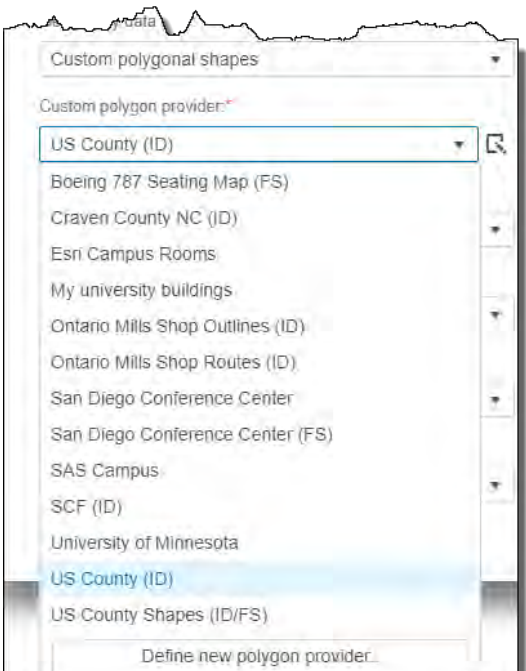 data
Custom polygonal shapes
Custom polygon provider:*
US County (ID)
Boeing 787 Seating Map (FS)
Craven County NC (ID)
Esri Campus Rooms
My university buildings
Ontario Mills Shop Outlines (ID)
Ontario Mills Shop Routes (ID)
San Diego Conference Center
San Diego Conference Center (FS)
SAS Campus
SCF (ID)
University of Minnesota
US County (ID)
US County Shapes (ID/FS)
Define new polygon provider...